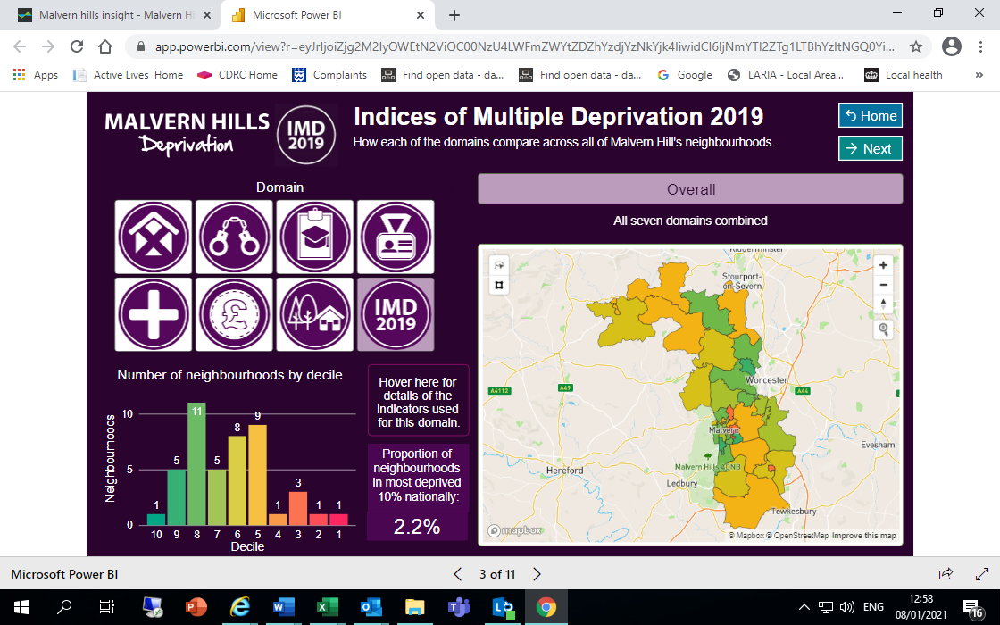 Malvern hills insight - Malvern Hi
Microsoft Power BI
app.powerbi.com/view?r=eyJrIjoiZjg2M2IyOWEtN2ViOC00NzU4LWFmZWYtZDZhYzdjYzNkYjk4IiwidCI6IjNmYTI2ZTg1LTBhYzItNGQ0Yi...
Apps
Active Lives Home
CDRC Home
Complaints
Find open data - da...
Find open data - da...
Google
LARIA - Local Area...
Local health
»
MALVERN HILLS
Deprivation
IMD
2019
Indices of Multiple Deprivation 2019
How each of the domains compare across all of Malvern Hill's neighbourhoods.
Home
Next
Domain
£
IMD
2019
Overall
All seven domains combined
Number of neighbourhoods by decile
Neighbourhoods
10
5
0
1
5
11
5
8
9
1
3
1
1
10 9 8 7 6 5 4 3 2 1
Decile
Hover here for
details of the
indicators used
for this domain.
Proportion of
neighbourhoods
in most deprived
10% nationally:
2.2%
Kidderminster
Stourport-
on-Severn
Worcester
A4112
A49
A44
Malvern
Evesham
Hereford
Malvern Hills AONB
Ledbury
Tewkesbury
mapbox
© Mapbox © OpenStreetMap Improve this map
Microsoft Power BI
3 of 11
ENG
12:58
08/01/2021
16